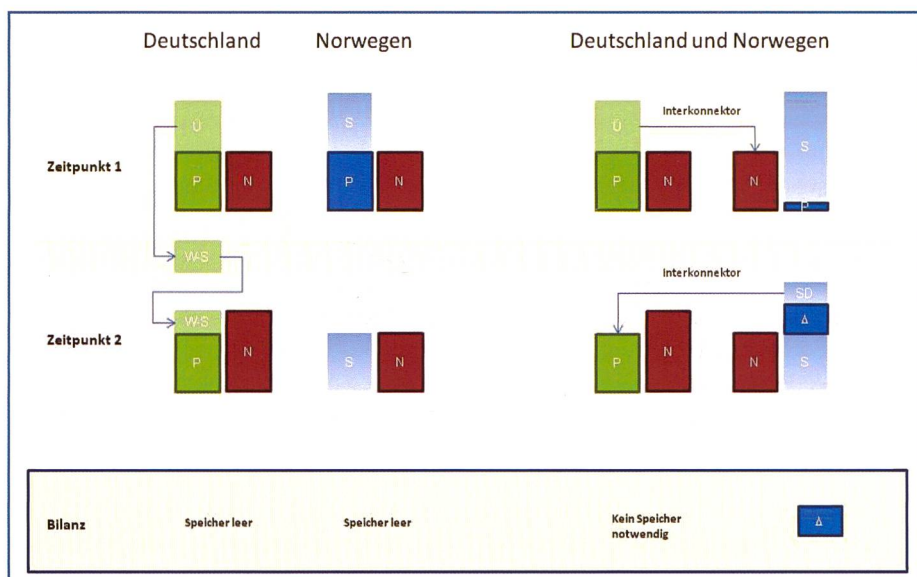 Deutschland Norwegen Deutschland und Norwegen
Ü S Ü Interkonnektor S
Zeitpunkt 1 P N P N P N N P
W-S
Interkonnektor SD
W-S Δ
Zeitpunkt 2 P N S N P N N S
Bilanz Speicher leer Speicher leer Kein Speicher Δ
notwendig